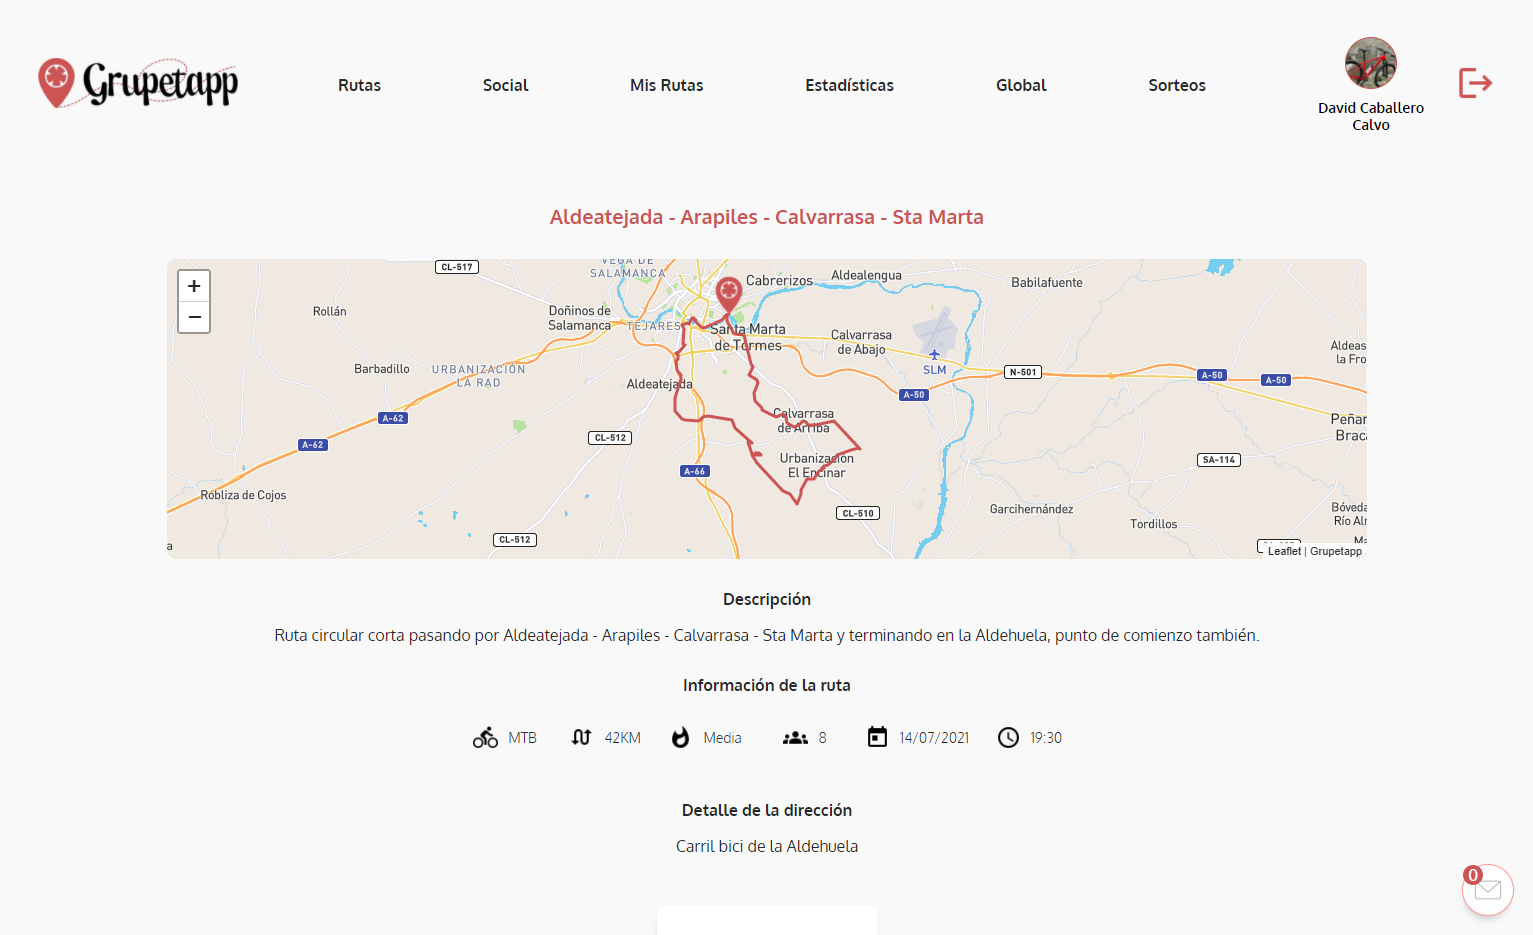 Grupetapp
Rutas
Social
Mis Rutas
Estadísticas
Global
Sorteos
David Caballero
Calvo
Aldeatejada - Arapiles - Calvarrasa - Sta Marta
+
−
CL-517
VEGA DE
SALAMANCA
Cabrerizos
Aldealengua
Babilafuente
Rollán
Doñinos de
Salamanca
TEJARES
Santa Marta
de Tormes
Calvarrasa
de Abajo
SLM
Aldeas
la Fro
Barbadillo
URBANIZACIÓN
LA RAD
Aldeatejada
N-501
A-50
A-50
A-50
A-62
A-62
Calvarrasa
de Arriba
Peñar
Braca
CL-512
Urbanización
El Encinar
A-66
SA-114
Robliza de Cojos
CL-510
Garcihernández
Tordillos
Bóveda
Río Alr
CL-512
a
Ma
Leaflet | Grupetapp
Descripción
Ruta circular corta pasando por Aldeatejada - Arapiles - Calvarrasa - Sta Marta y terminando en la Aldehuela, punto de comienzo también.
Información de la ruta
MTB
42KM
Media
8
14/07/2021
19:30
Detalle de la dirección
Carril bici de la Aldehuela
0